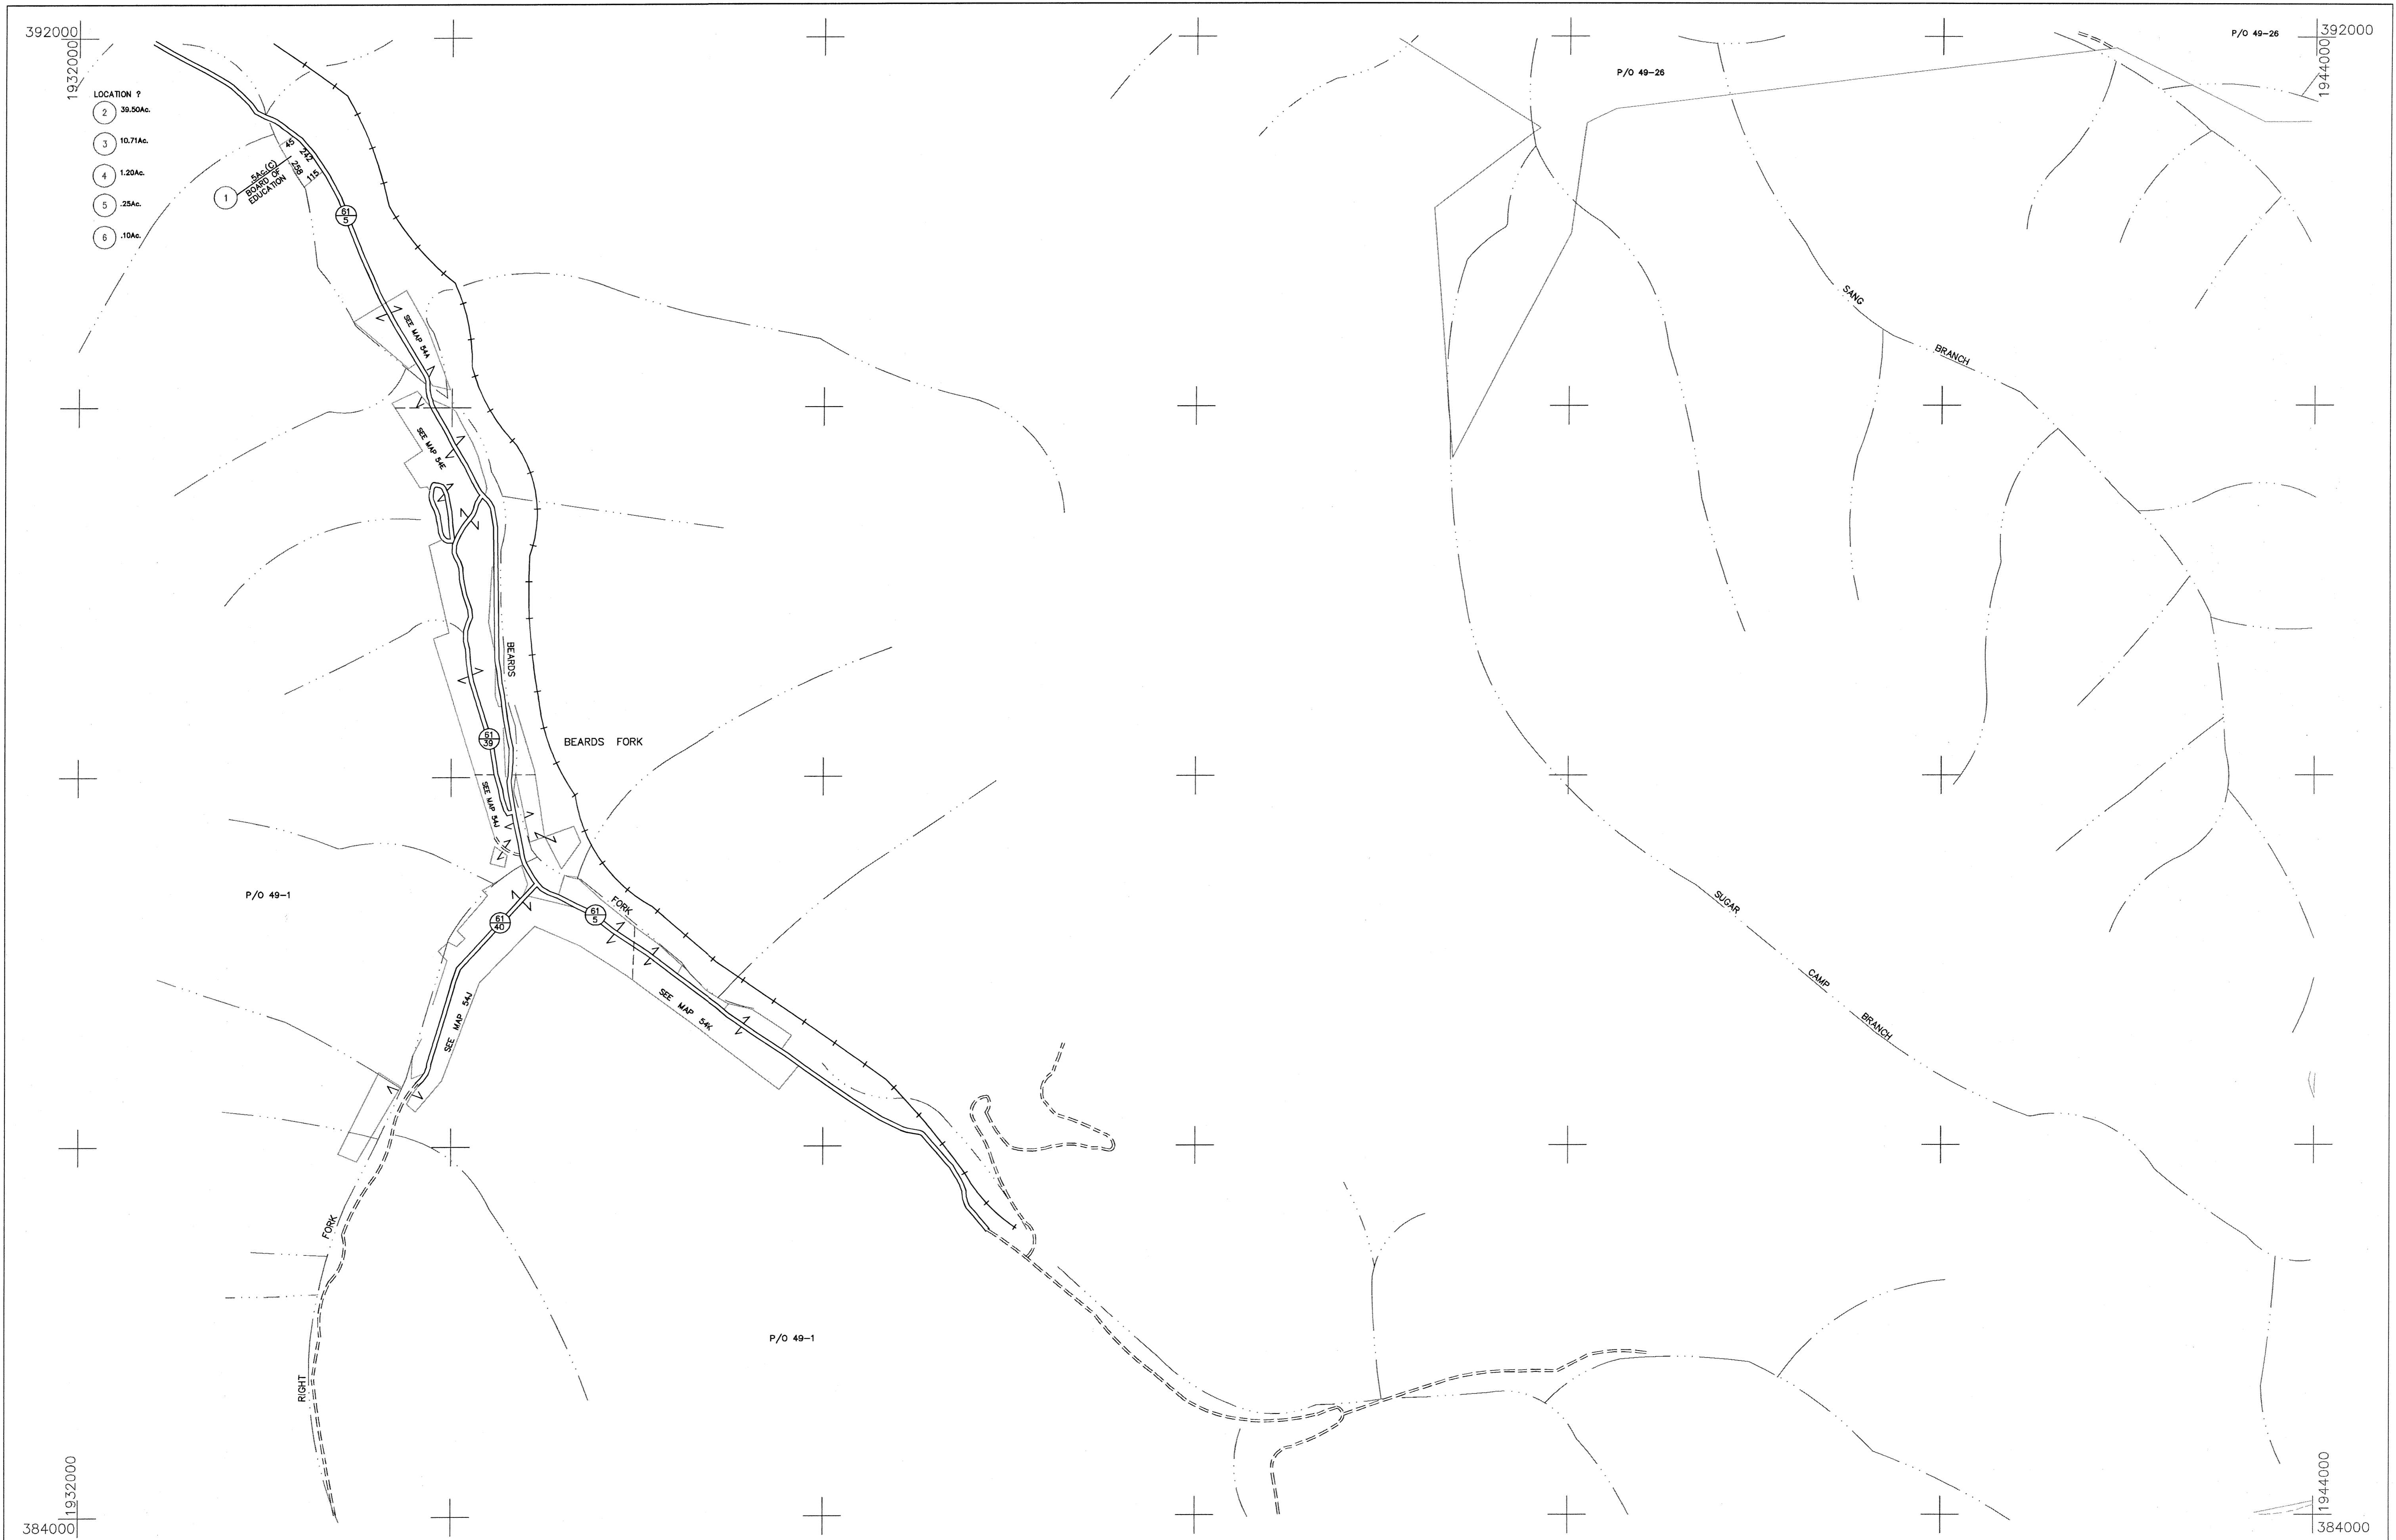 392000
1932000
P/O 49-26
392000
1944000
P/O 49-26
LOCATION ?
2 39.50Ac.
3 10.71Ac.
4 1.20Ac.
5 .25Ac.
6 .10Ac.
45
242
258
115
1
.5Ac.(C)
BOARD OF
EDUCATION
61
5
SEE MAP 54A
SANG
BRANCH
SEE MAP 54E
BEARDS
61
39
BEARDS FORK
SEE MAP 54J
P/O 49-1
61
40
61
5
FORK
SUGAR
CAMP
BRANCH
SEE MAP 54J
SEE MAP 54K
FORK
P/O 49-1
RIGHT
1932000
384000
1944000
384000